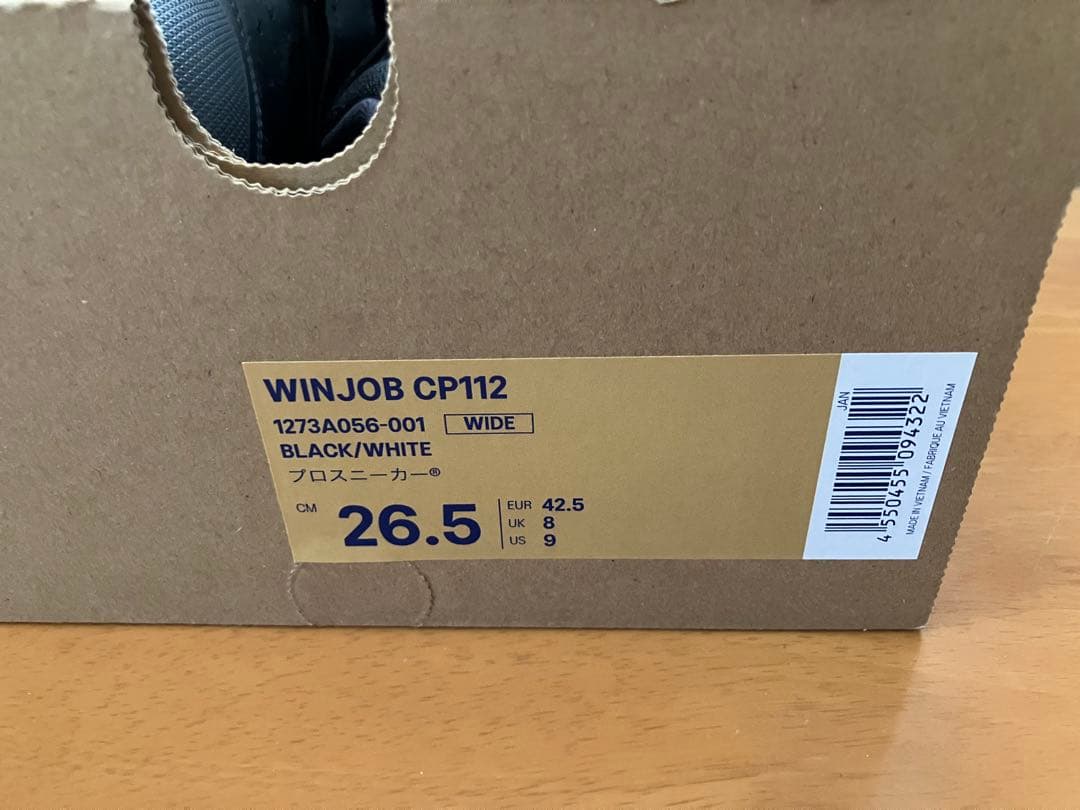 WINJOB CP112
1273A056-001 WIDE
BLACK/WHITE
プロスニーカー®
CM 26.5
EUR 42.5
UK 8
US 9
JAN
4 550455 094322
MADE IN VIETNAM / FABRIQUE AU VIETNAM